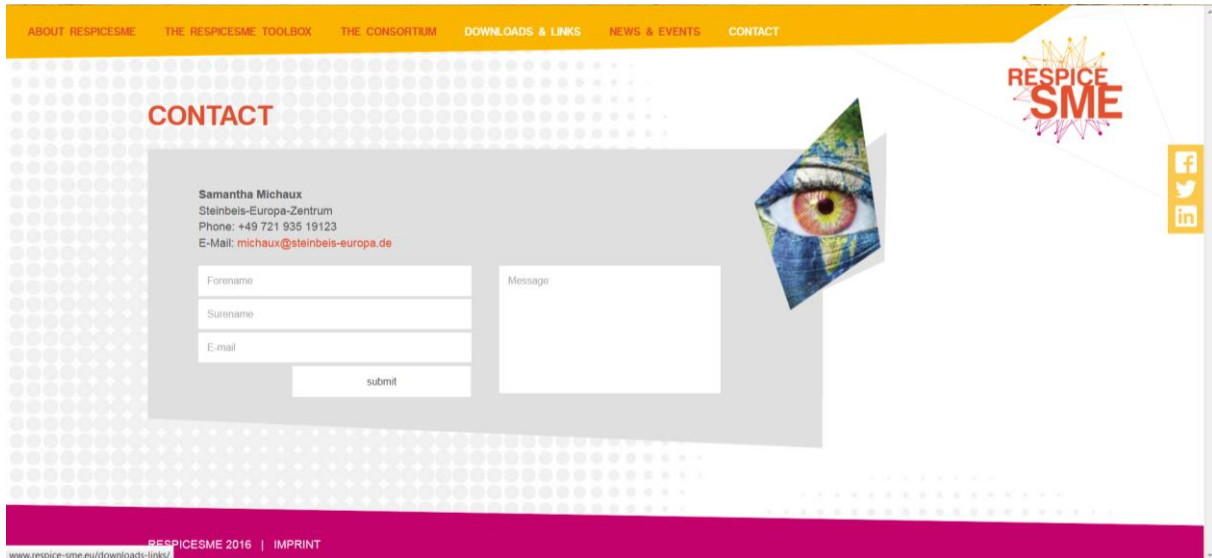 ABOUT RESPICESME THE RESPICESME TOOLBOX THE CONSORTIUM DOWNLOADS & LINKS NEWS & EVENTS CONTACT
RESPICE
SME
CONTACT
Samantha Michaux
Steinbeis-Europa-Zentrum
Phone: +49 721 935 19123
E-Mail: michaux@steinbeis-europa.de
Forename
Message
Surename
E-mail
submit
RESPICESME 2016 | IMPRINT
www.respice-sme.eu/downloads-links/